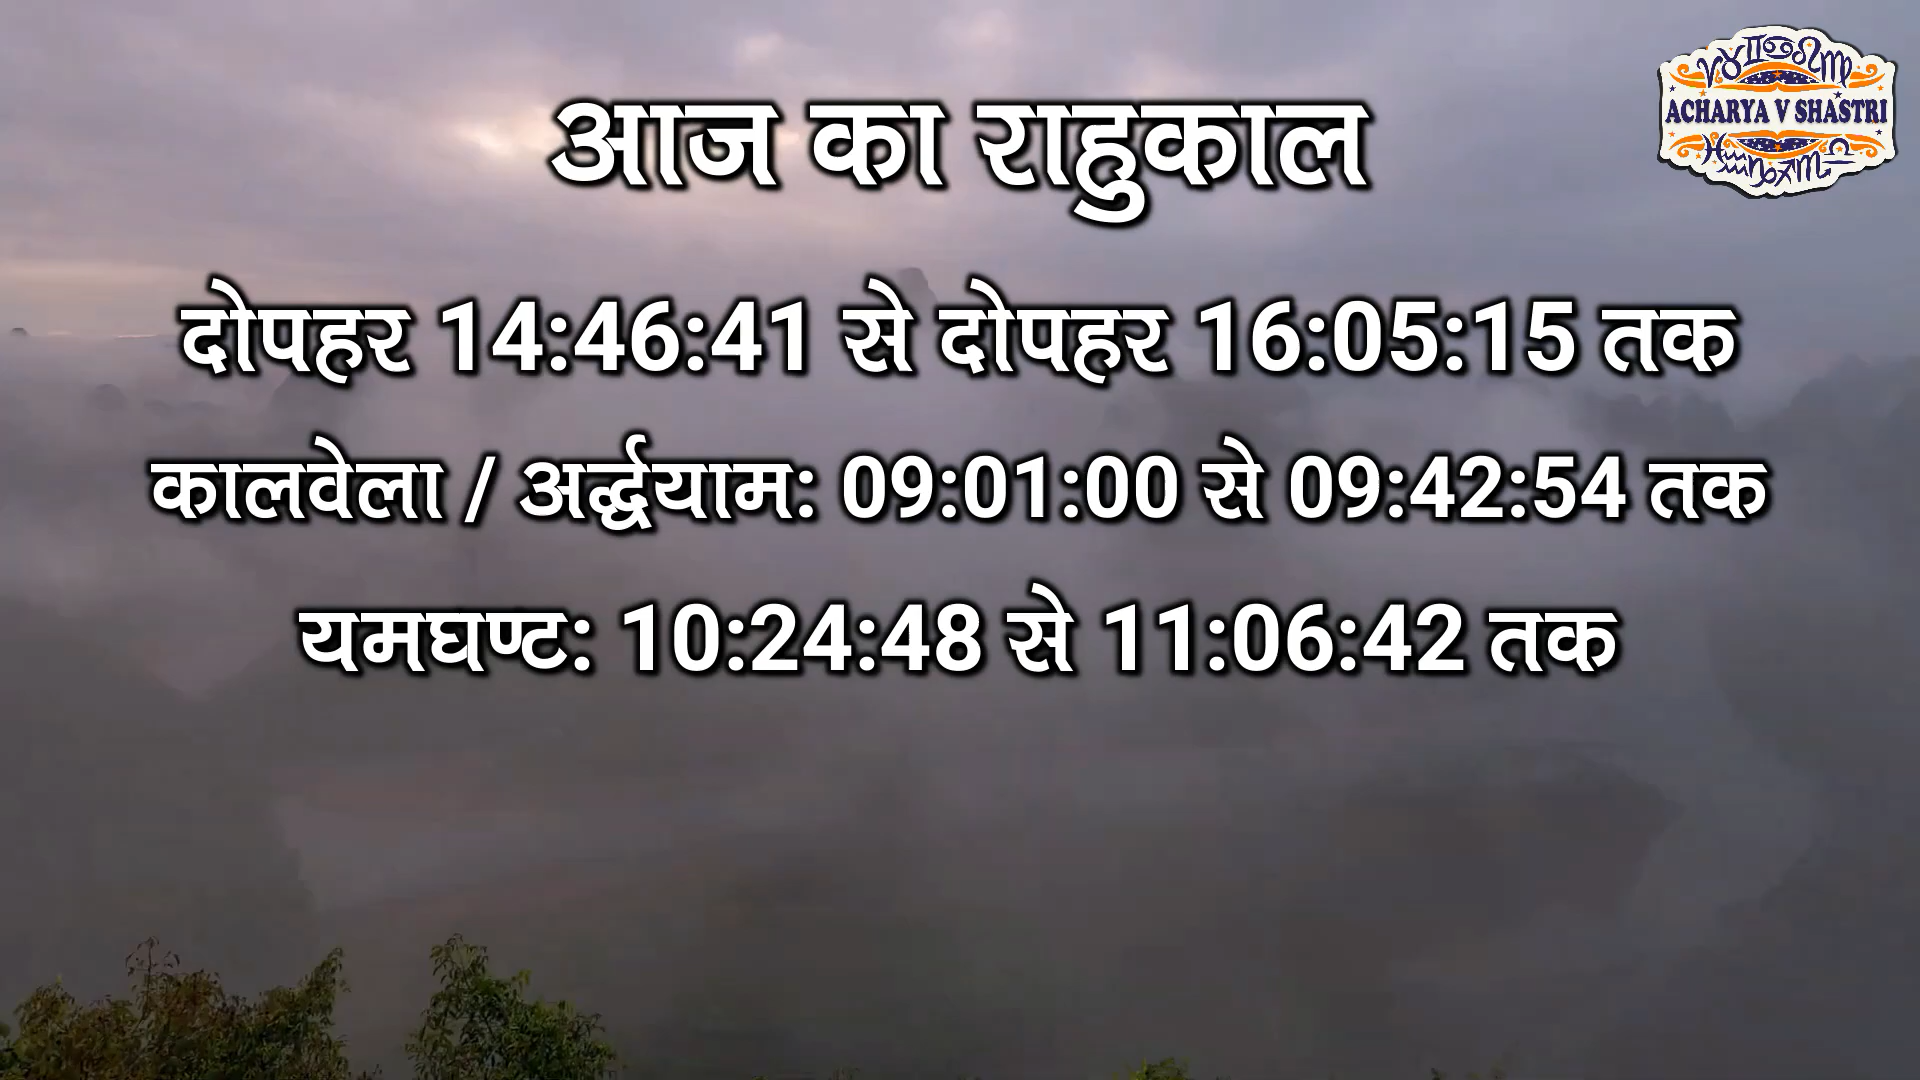 ACHARYA V SHASTRI
आज का राहुकाल
दोपहर 14:46:41 से दोपहर 16:05:15 तक
कालवेला / अर्द्धयाम: 09:01:00 से 09:42:54 तक
यमघण्ट: 10:24:48 से 11:06:42 तक